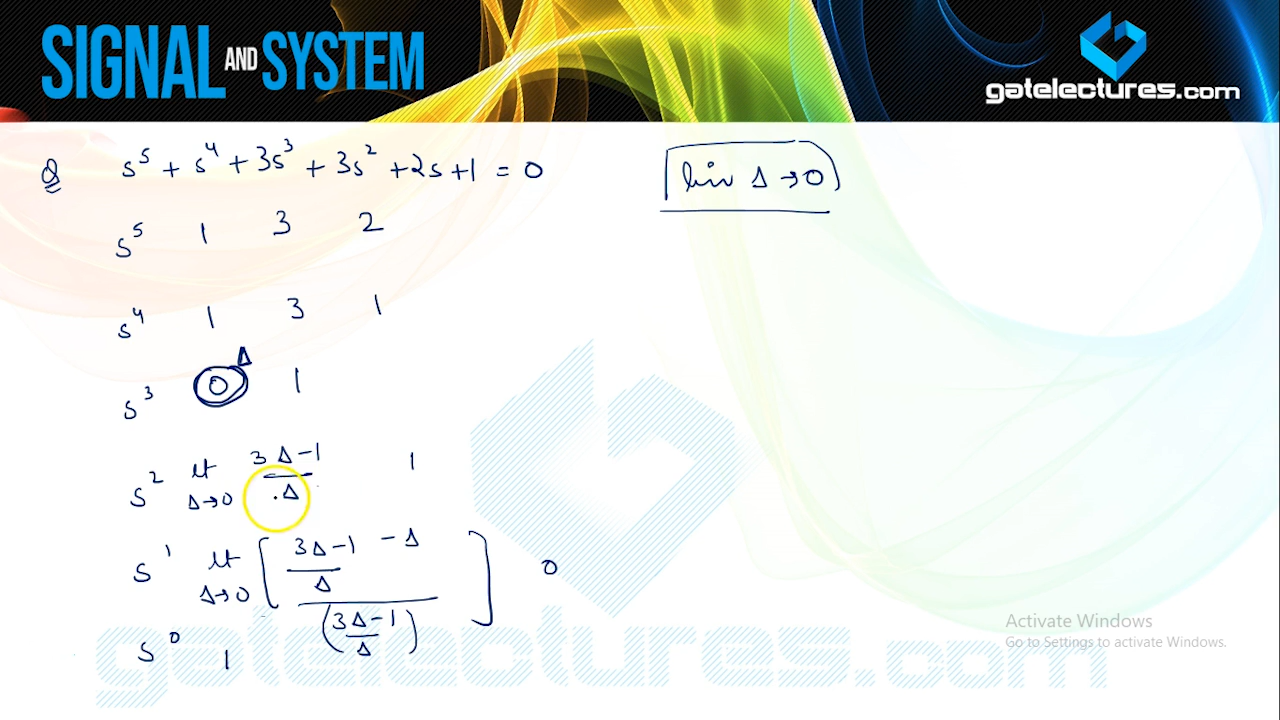 SIGNAL AND SYSTEM
gatelectures.com
Q s⁵ + s⁴ + 3s³ + 3s² + 2s + 1 = 0
lim Δ → 0
s⁵ 1 3 2
s⁴ 1 3 1
s³ 0 Δ 1
s² lt Δ→0 (3Δ-1)/Δ 1
s¹ lt Δ→0 [ ((3Δ-1)/Δ - Δ) / ((3Δ-1)/Δ) ] 0
s⁰ 1
gatelectures.com
Activate Windows
Go to Settings to activate Windows.